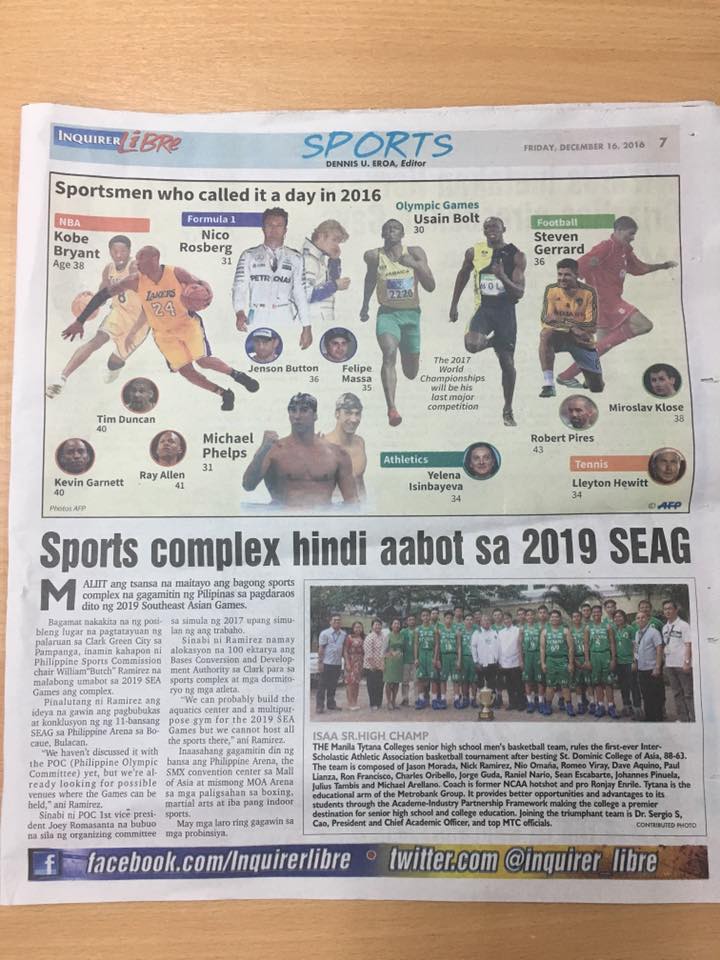 INQUIRER LIBRE
SPORTS
DENNIS U. EROA, Editor
FRIDAY, DECEMBER 16, 2016 7
Sportsmen who called it a day in 2016
NBA
Kobe
Bryant
Age 38
Formula 1
Nico
Rosberg
31
Olympic Games
Usain Bolt
30
Football
Steven
Gerrard
36
LAKERS
24
8
PETRONAS
JAMAICA
2226
Jenson Button
36
Felipe
Massa
35
The 2017
World
Championships
will be his
last major
competition
Tim Duncan
40
Miroslav Klose
38
Robert Pires
43
Kevin Garnett
40
Ray Allen
41
Michael
Phelps
31
Athletics
Yelena
Isinbayeva
34
Tennis
Lleyton Hewitt
34
Photos AFP
© AFP
Sports complex hindi aabot sa 2019 SEAG
MALIIT ang tsansa na maitayo ang bagong sports
complex na gagamitin ng Pilipinas sa pagdaraos
dito ng 2019 Southeast Asian Games.
Bagamat nakakita na ng posi-
bleng lugar na pagtatayuan ng
palaruan sa Clark Green City sa
Pampanga, inamin kahapon ni
Philippine Sports Commission
chair William "Butch" Ramirez na
malabong umabot sa 2019 SEA
Games ang complex.
Pinalutang ni Ramirez ang
ideya na gawin ang pagbubukas
at konklusyon ng ng 11-bansang
SEAG sa Philippine Arena sa Bo-
caue, Bulacan.
"We haven't discussed it with
the POC (Philippine Olympic
Committee) yet, but we're al-
ready looking for possible
venues where the Games can be
held," ani Ramirez.
Sinabi ni POC 1st vice presi-
dent Joey Romasanta na bubuo
na sila ng organizing committee
sa simula ng 2017 upang simu-
lan ng ang trabaho.
Sinabi ni Ramirez namay
alokasyon na 100 ektarya ang
Bases Conversion and Develop-
ment Authority sa Clark para sa
sports complex at mga dormito-
ryo ng mga atleta.
"We can probably build the
aquatics center and a multipur-
pose gym for the 2019 SEA
Games but we cannot host all
the sports there," ani Ramirez.
Inaasahang gagamitin din ng
bansa ang Philippine Arena, ang
SMX convention center sa Mall
of Asia at mismong MOA Arena
sa mga paligsahan sa boxing,
martial arts at iba pang indoor
sports.
May mga laro ring gagawin sa
mga probinsiya.
ISAA SR.HIGH CHAMP
THE Manila Tytana Colleges senior high school men's basketball team, rules the first-ever Inter-
Scholastic Athletic Association basketball tournament after besting St. Dominic College of Asia, 88-63.
The team is composed of Jason Morada, Nick Ramirez, Nio Omaña, Romeo Viray, Dave Aquino, Paul
Lianza, Ron Francisco, Charles Oribello, Jorge Guda, Raniel Nario, Sean Escabarte, Johannes Pinuela,
Julius Tambis and Michael Arellano. Coach is former NCAA hotshot and pro Ronjay Enrile. Tytana is the
educational arm of the Metrobank Group. It provides better opportunities and advantages to its
students through the Academe-Industry Partnership Framework making the college a premier
destination for senior high school and college education. Joining the triumphant team is Dr. Sergio S,
Cao, President and Chief Academic Officer, and top MTC officials.
CONTRIBUTED PHOTO
f facebook.com/Inquirerlibre • twitter.com @inquirer_libre